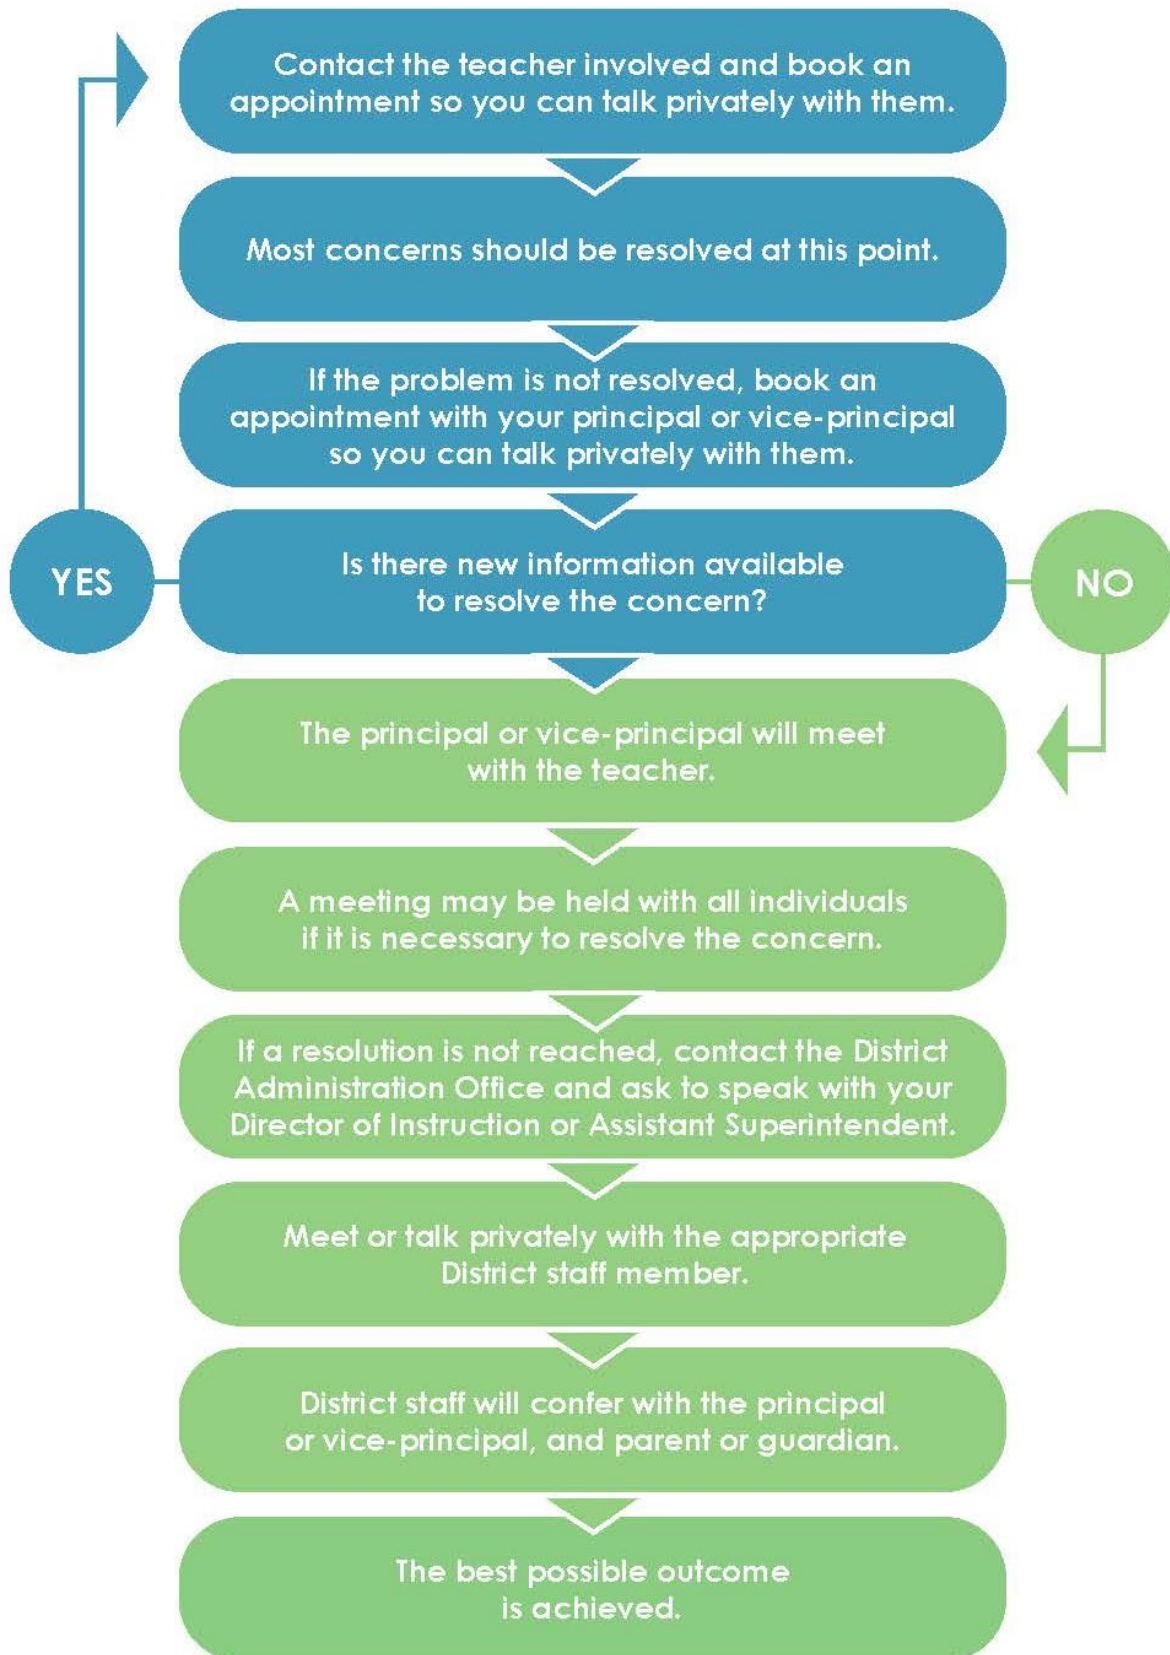 Contact the teacher involved and book an
appointment so you can talk privately with them.
Most concerns should be resolved at this point.
If the problem is not resolved, book an
appointment with your principal or vice-principal
so you can talk privately with them.
YES
Is there new information available
to resolve the concern?
NO
The principal or vice-principal will meet
with the teacher.
A meeting may be held with all individuals
if it is necessary to resolve the concern.
If a resolution is not reached, contact the District
Administration Office and ask to speak with your
Director of Instruction or Assistant Superintendent.
Meet or talk privately with the appropriate
District staff member.
District staff will confer with the principal
or vice-principal, and parent or guardian.
The best possible outcome
is achieved.